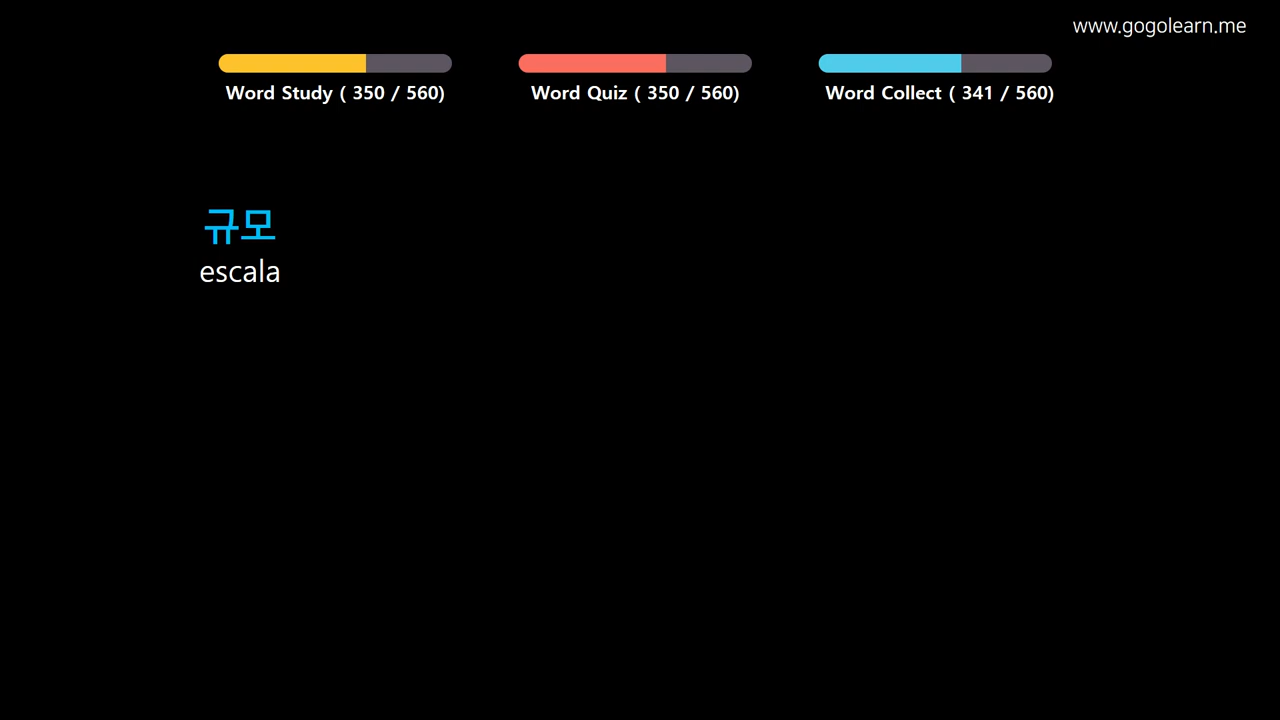 www.gogolearn.me
Word Study ( 350 / 560)
Word Quiz ( 350 / 560)
Word Collect ( 341 / 560)
규모
escala